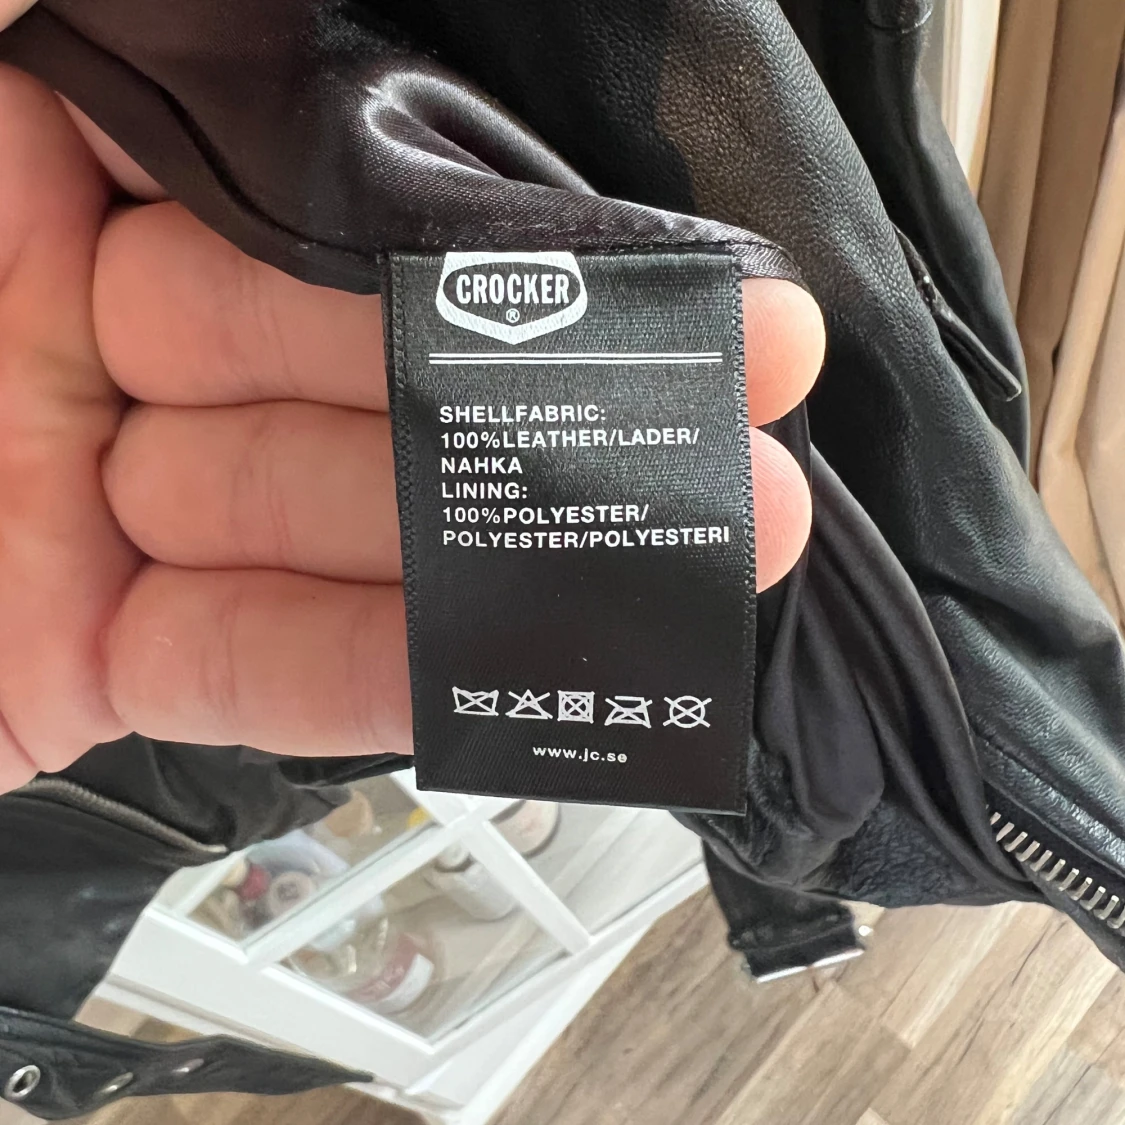 CROCKER
®
SHELLFABRIC:
100%LEATHER/LADER/
NAHKA
LINING:
100%POLYESTER/
POLYESTER/POLYESTERI
www.jc.se